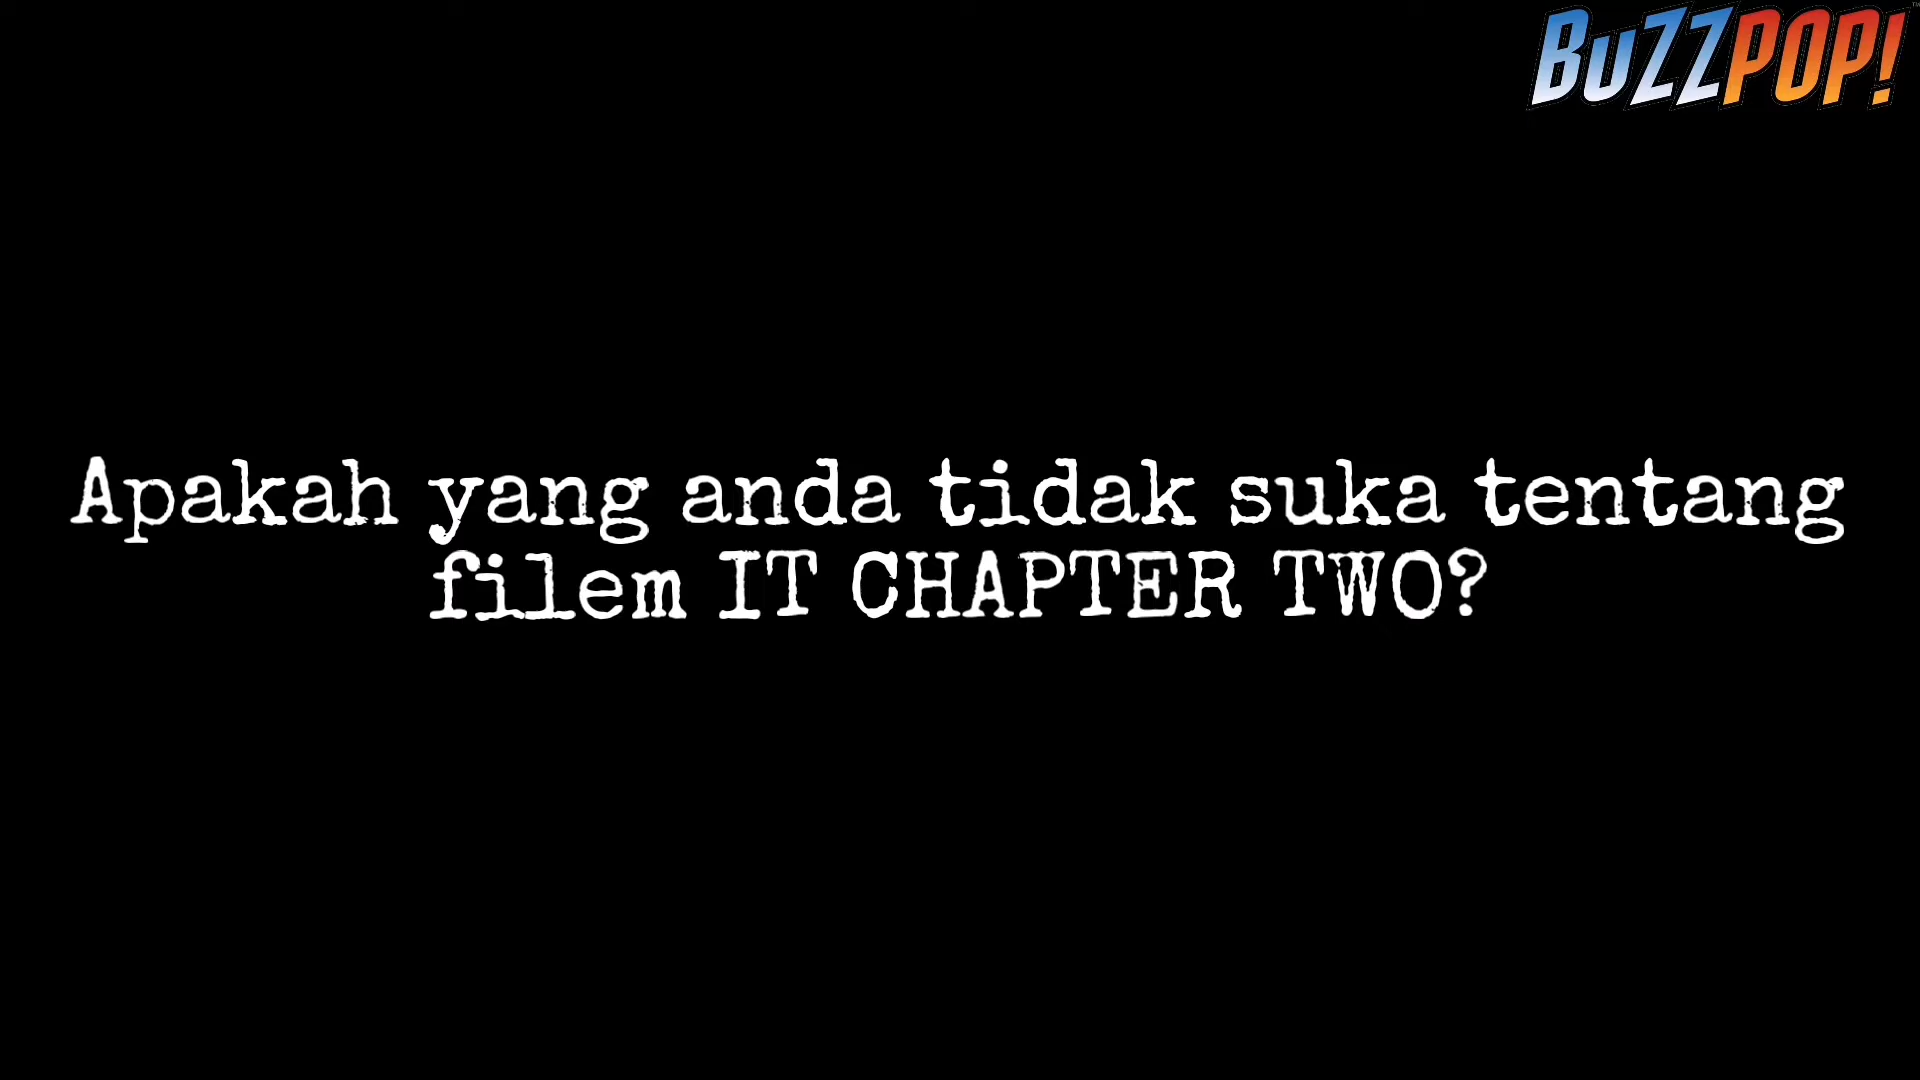 BuZZPOP!
Apakah yang anda tidak suka tentang
filem IT CHAPTER TWO?